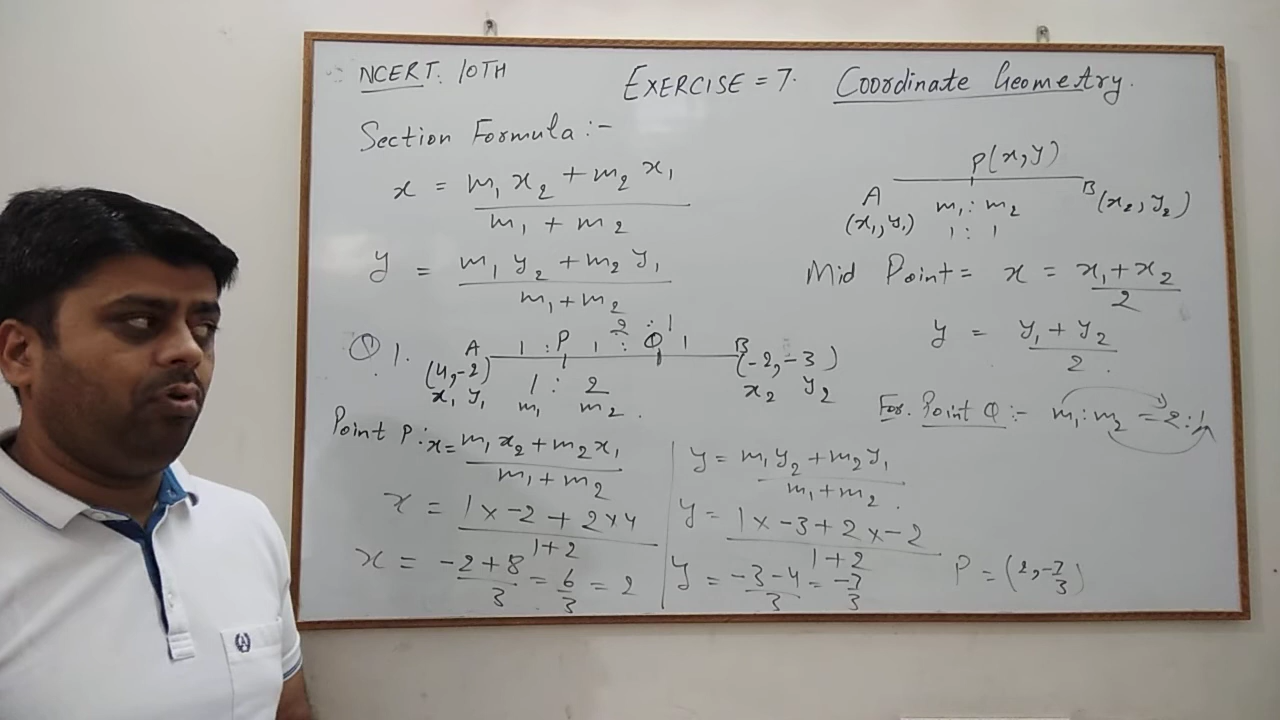 NCERT. 10TH
EXERCISE = 7. Coordinate Geometry.
Section Formula :-
x = m₁ x₂ + m₂ x₁
m₁ + m₂
y = m₁ y₂ + m₂ y₁
m₁ + m₂
P(x, y)
A B(x₂, y₂)
(x₁, y₁) m₁ : m₂
1 : 1
Mid Point = x = x₁ + x₂
2
y = y₁ + y₂
2
2 : 1
Q 1. A 1 : P 1 : Q 1 B
(4, -2) (-2, -3)
x₁ y₁ 1 : 2 x₂ y₂
m₁ m₂.
Point P : x = m₁ x₂ + m₂ x₁
m₁ + m₂
x = 1 x -2 + 2 x 4
1 + 2
x = -2 + 8 = 6 = 2
3 3
y = m₁ y₂ + m₂ y₁
m₁ + m₂.
y = 1 x -3 + 2 x -2
1 + 2
y = -3 - 4 = -7
3 3
For. Point Q :- m₁ : m₂ = 2 : 1
P = (2, -7/3)